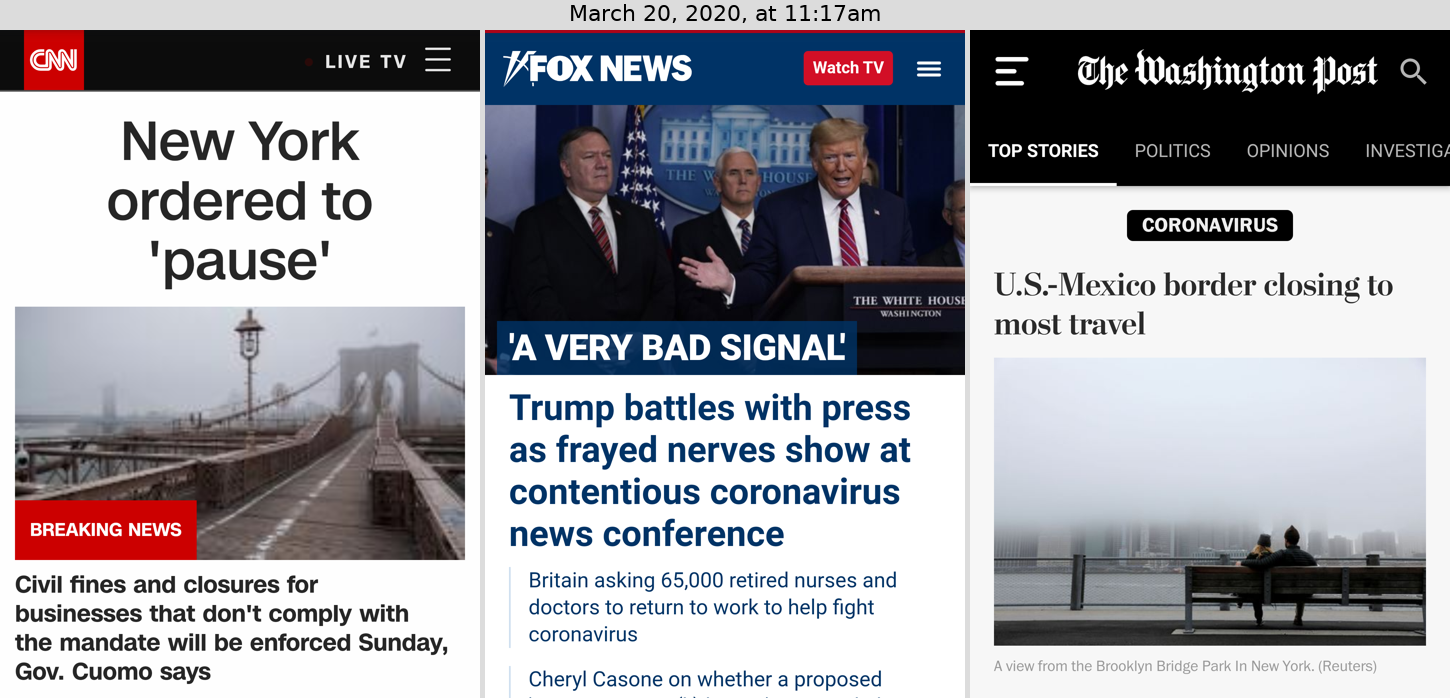 March 20, 2020, at 11:17am
CNN
LIVE TV
New York
ordered to
'pause'
BREAKING NEWS
Civil fines and closures for
businesses that don't comply with
the mandate will be enforced Sunday,
Gov. Cuomo says
FOX NEWS
Watch TV
THE WHITE HOUSE
WASHINGTON
'A VERY BAD SIGNAL'
Trump battles with press
as frayed nerves show at
contentious coronavirus
news conference
Britain asking 65,000 retired nurses and
doctors to return to work to help fight
coronavirus
Cheryl Casone on whether a proposed
The Washington Post
TOP STORIES POLITICS OPINIONS INVESTIGA
CORONAVIRUS
U.S.-Mexico border closing to
most travel
A view from the Brooklyn Bridge Park In New York. (Reuters)